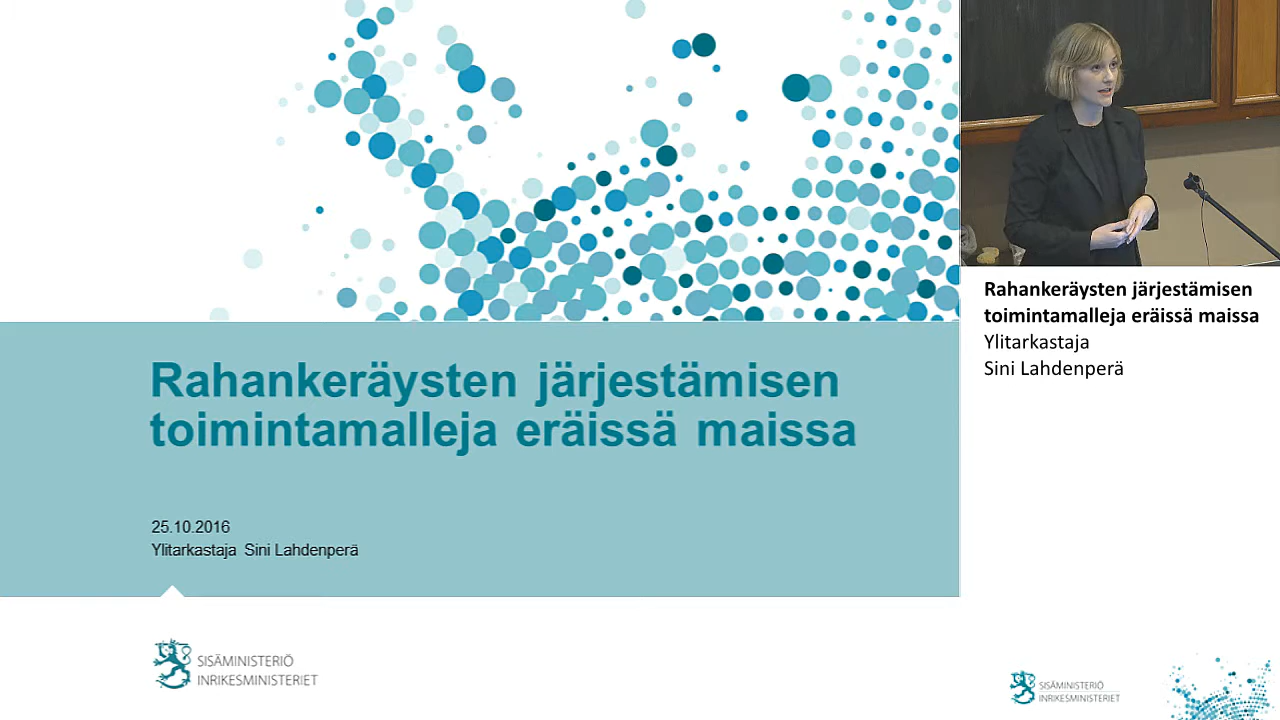 Rahankeräysten järjestämisen
toimintamalleja eräissä maissa
25.10.2016
Ylitarkastaja Sini Lahdenperä
SISÄMINISTERIÖ
INRIKESMINISTERIET
Rahankeräysten järjestämisen
toimintamalleja eräissä maissa
Ylitarkastaja
Sini Lahdenperä
SISÄMINISTERIÖ
INRIKESMINISTERIET